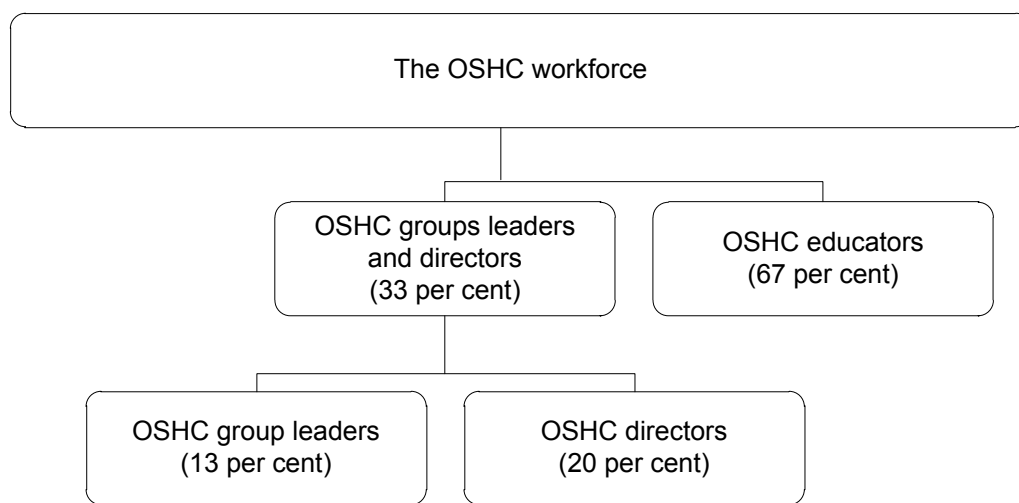 The OSHC workforce
OSHC groups leaders
and directors
(33 per cent)
OSHC educators
(67 per cent)
OSHC group leaders
(13 per cent)
OSHC directors
(20 per cent)